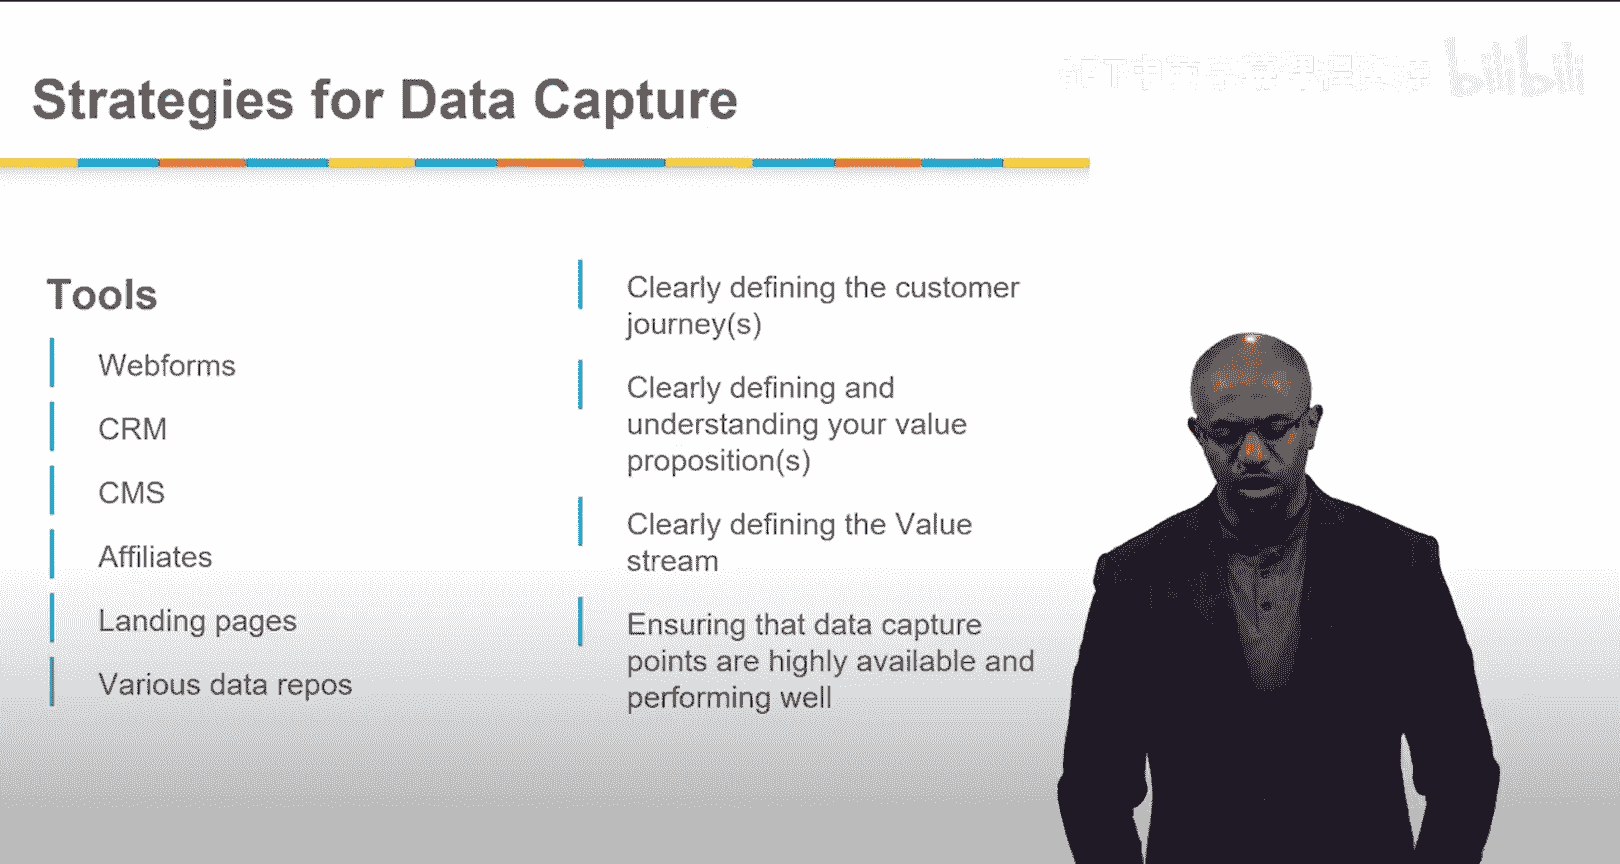 Strategies for Data Capture
bilibili
Tools
Webforms
CRM
CMS
Affiliates
Landing pages
Various data repos
Clearly defining the customer
journey(s)
Clearly defining and
understanding your value
proposition(s)
Clearly defining the Value
stream
Ensuring that data capture
points are highly available and
performing well